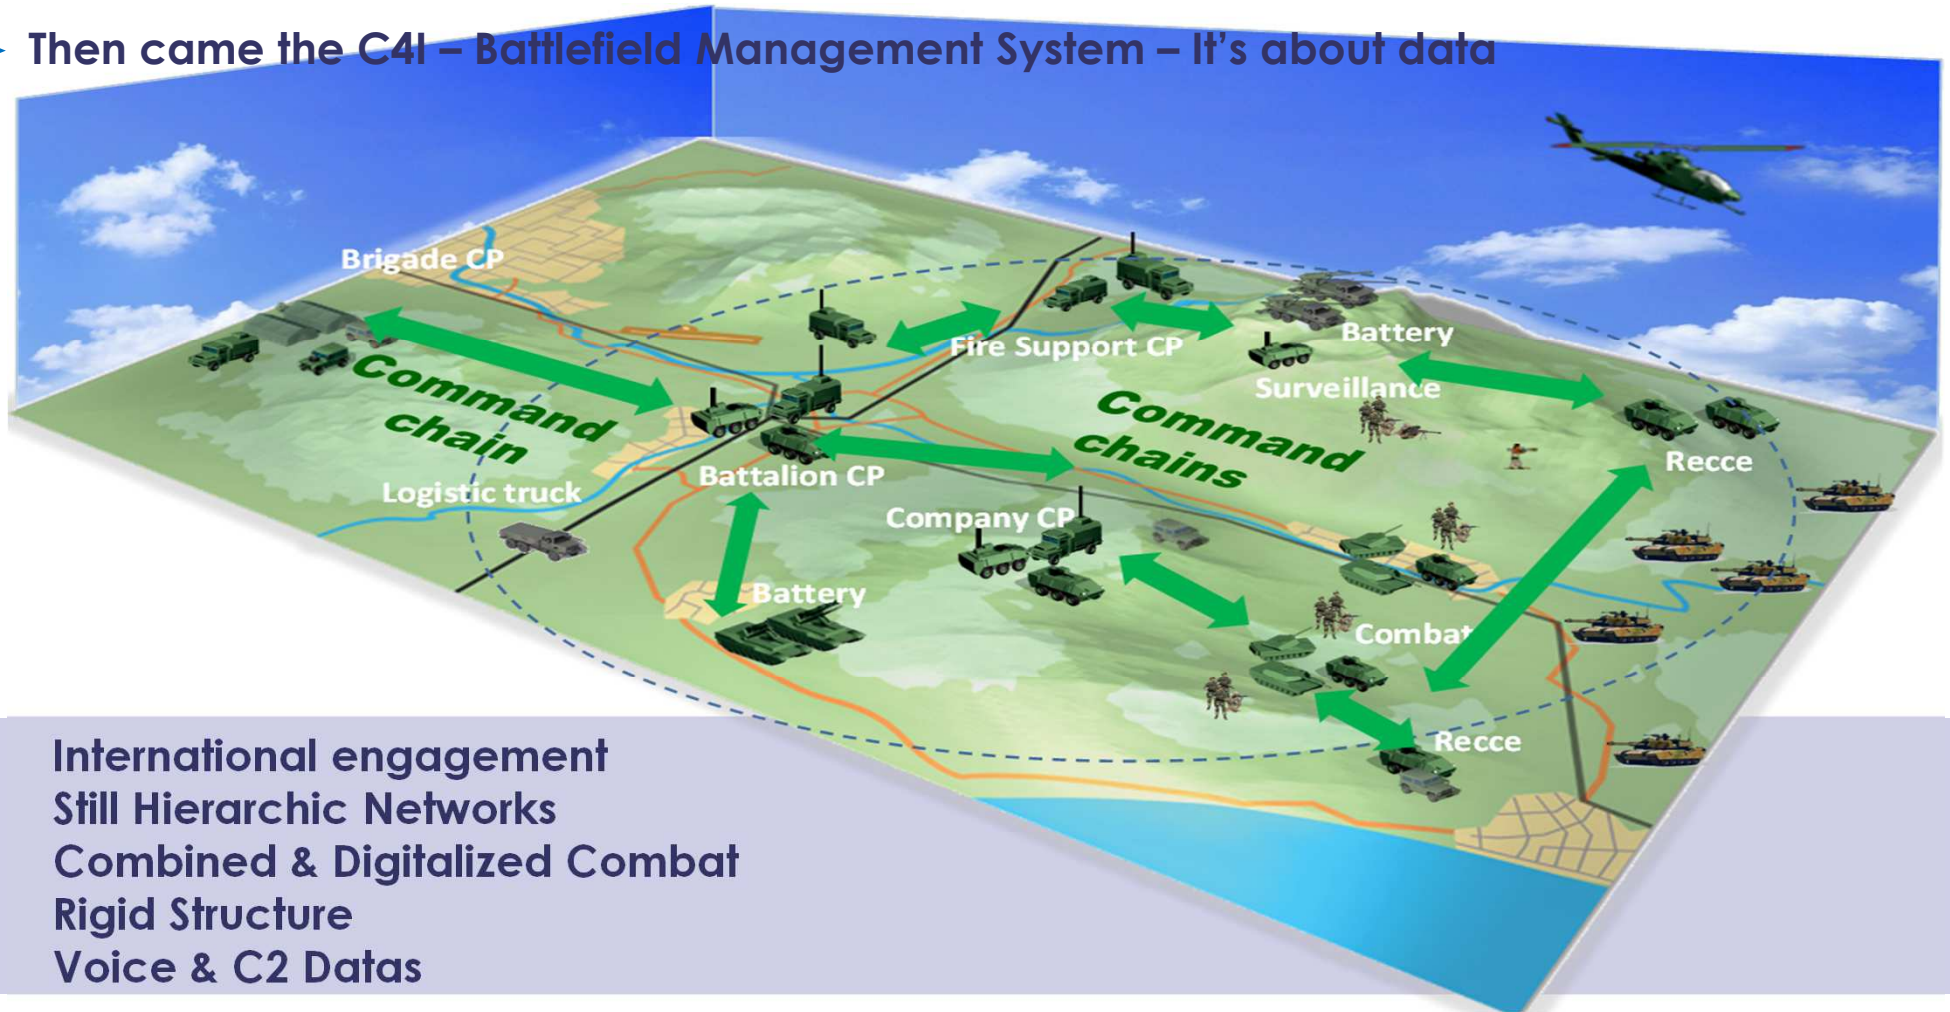 Then came the C4I – Battlefield Management System – It's about data
Brigade CP
Fire Support CP
Battery
Surveillance
Command
chain
Command
chains
Recce
Battalion CP
Logistic truck
Company CP
Battery
Combat
Recce
International engagement
Still Hierarchic Networks
Combined & Digitalized Combat
Rigid Structure
Voice & C2 Datas